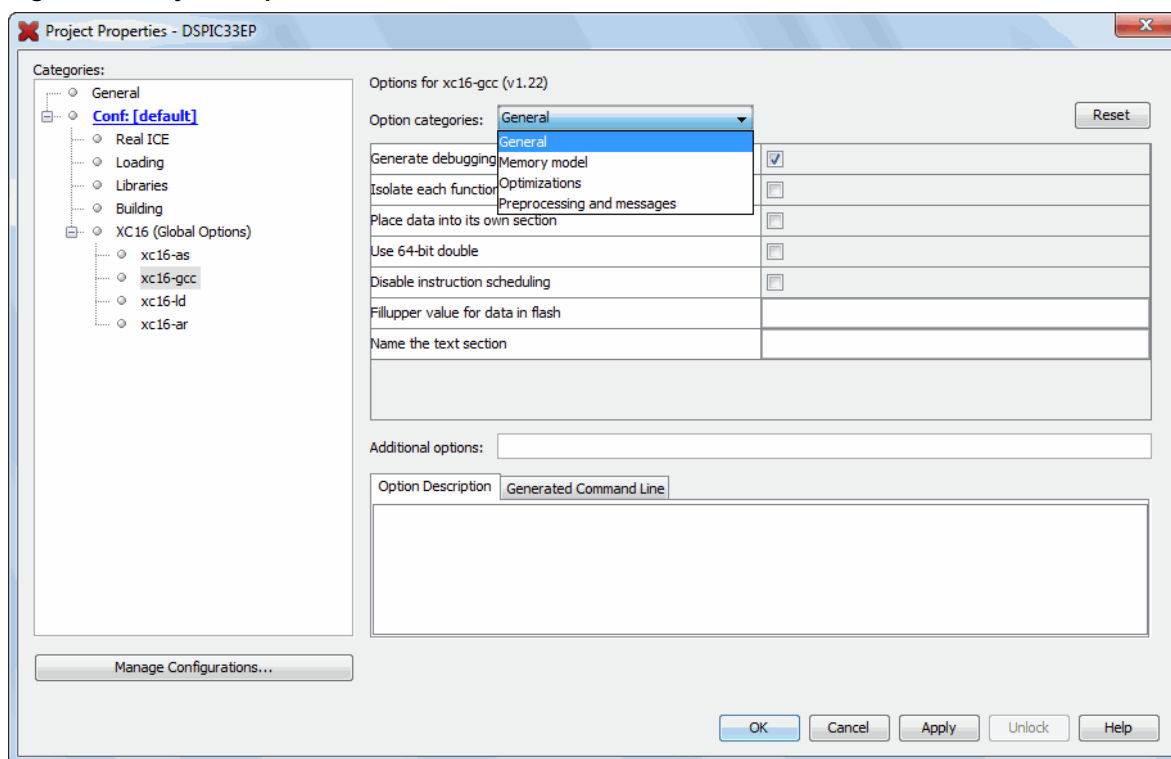 Project Properties - DSPIC33EP
Categories:
General
Conf: [default]
Real ICE
Loading
Libraries
Building
XC16 (Global Options)
xc16-as
xc16-gcc
xc16-ld
xc16-ar
Manage Configurations...
Options for xc16-gcc (v1.22)
Option categories: General
Reset
General
Memory model
Optimizations
Preprocessing and messages
Generate debugging
Isolate each function
Place data into its own section
Use 64-bit double
Disable instruction scheduling
Fillupper value for data in flash
Name the text section
Additional options:
Option Description Generated Command Line
OK Cancel Apply Unlock Help